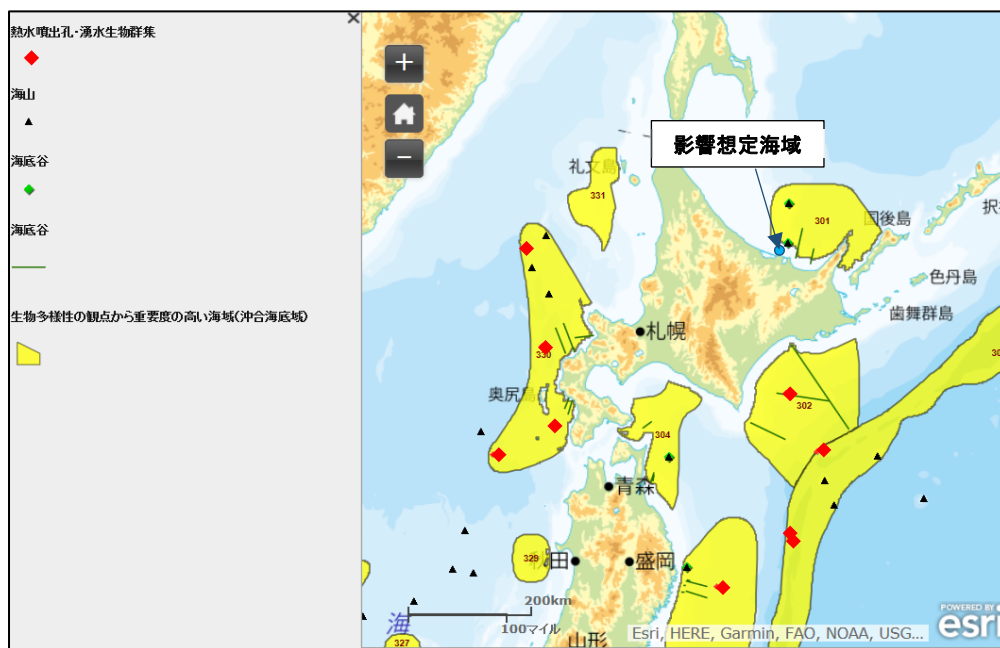 熱水噴出孔・湧水生物群集
海山
海底谷
海底谷
生物多様性の観点から重要度の高い海域(沖合海底域)
+
−
影響想定海域
礼文島
331
301
国後島
択
色丹島
歯舞群島
札幌
330
奥尻島
302
30
304
青森
329
秋田
盛岡
200km
100マイル
海
山形
327
Esri, HERE, Garmin, FAO, NOAA, USG...
POWERED BY
esri